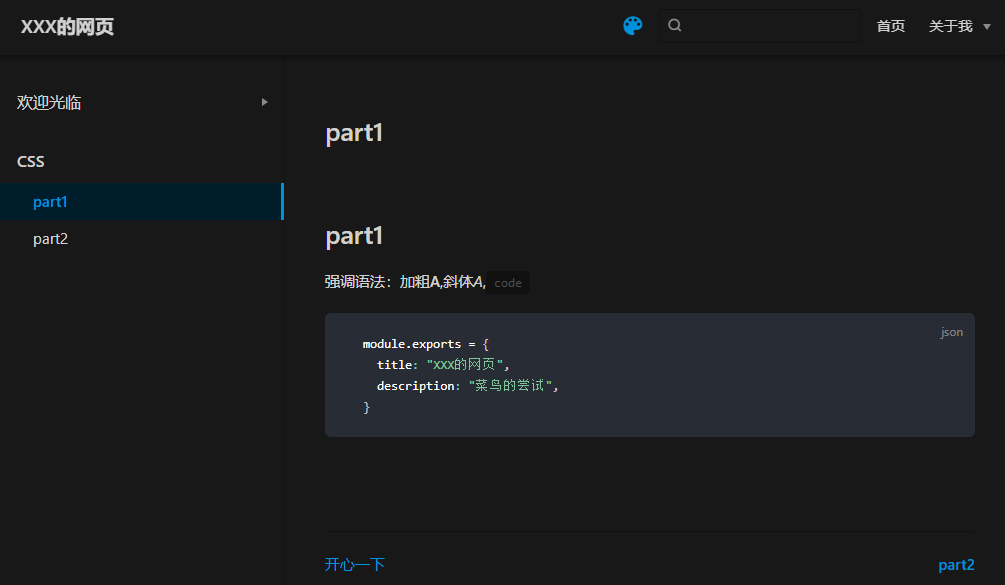 XXX的网页
首页 关于我
欢迎光临
CSS
part1
part2
part1
part1
强调语法：加粗A,斜体A, code
json
module.exports = {
title: "XXX的网页",
description: "菜鸟的尝试",
}
开心一下 part2